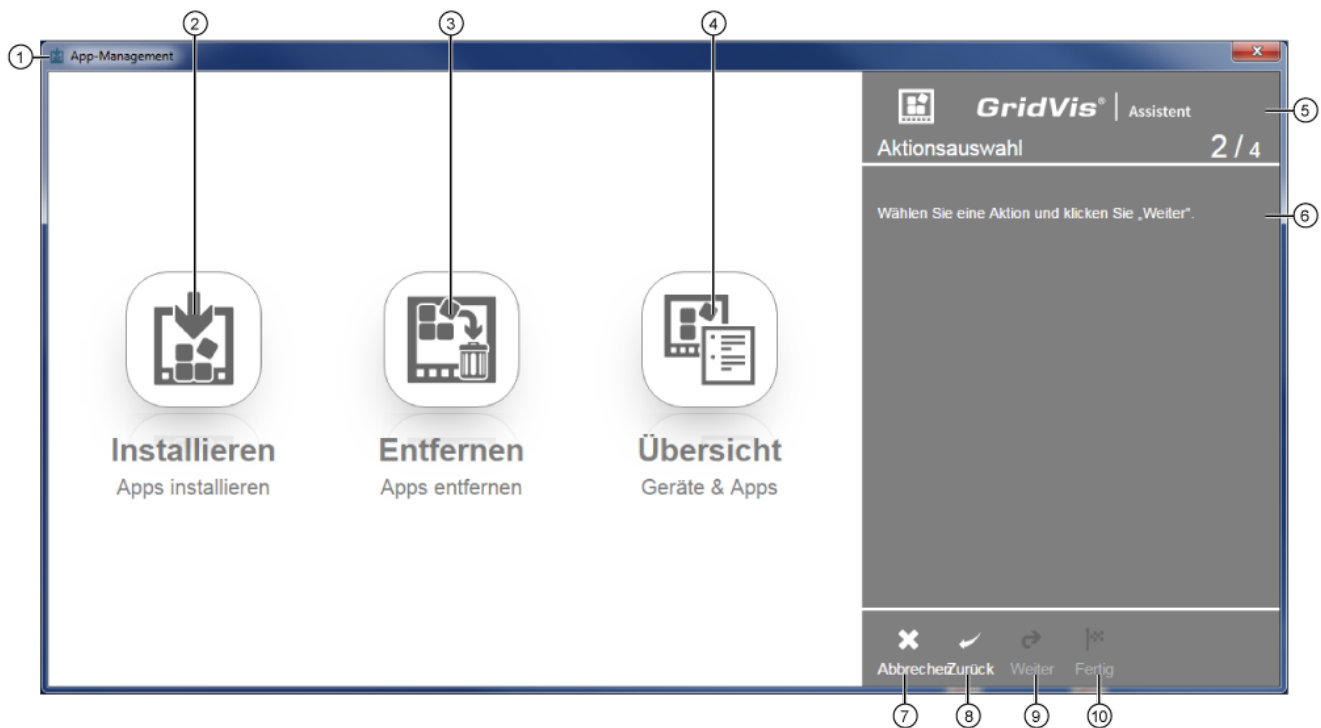 ② ③ ④
① App-Management
GridVis® | Assistent ⑤
Aktionsauswahl 2 / 4
Wählen Sie eine Aktion und klicken Sie „Weiter“. ⑥
Installieren Entfernen Übersicht
Apps installieren Apps entfernen Geräte & Apps
Abbrechen Zurück Weiter Fertig
⑦ ⑧ ⑨ ⑩